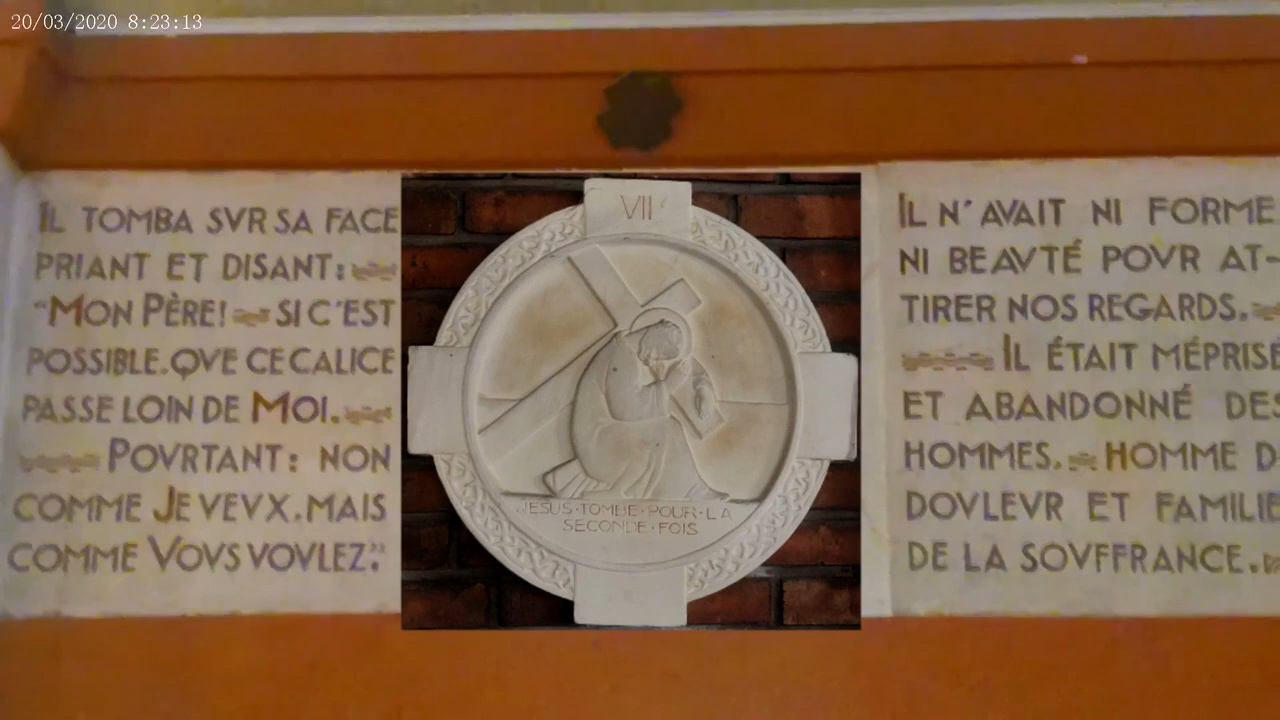 20/03/2020 8:23:13
IL TOMBA SVR SA FACE
PRIANT ET DISANT:
“MON PÈRE! SI C'EST
POSSIBLE.QVE CE CALICE
PASSE LOIN DE MOI.
POVRTANT: NON
COMME JE VEVX.MAIS
COMME VOVS VOVLEZ”.
VII
JESUS·TOMBE·POUR·LA
SECONDE·FOIS
IL N'AVAIT NI FORME
NI BEAVTÉ POVR AT-
TIRER NOS REGARDS.
IL ÉTAIT MÉPRISÉ
ET ABANDONNÉ DES
HOMMES. HOMME D
DOVLEVR ET FAMILIE
DE LA SOVFFRANCE.